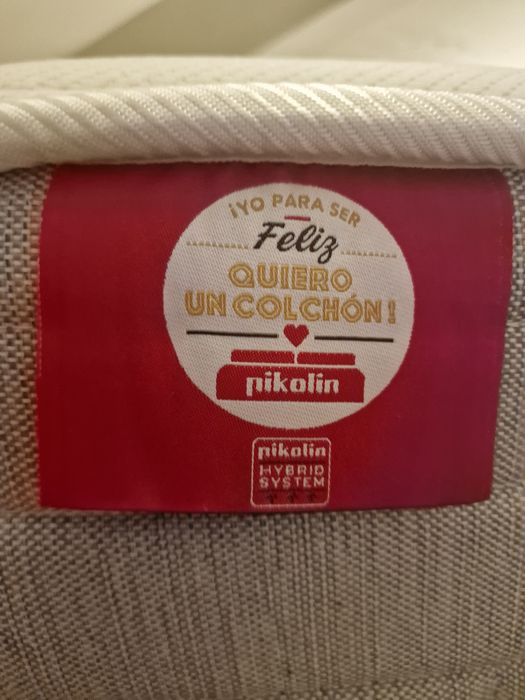 ¡YO PARA SER
Feliz
QUIERO
UN COLCHÓN!
pikolin
pikolin
HYBRID
SYSTEM